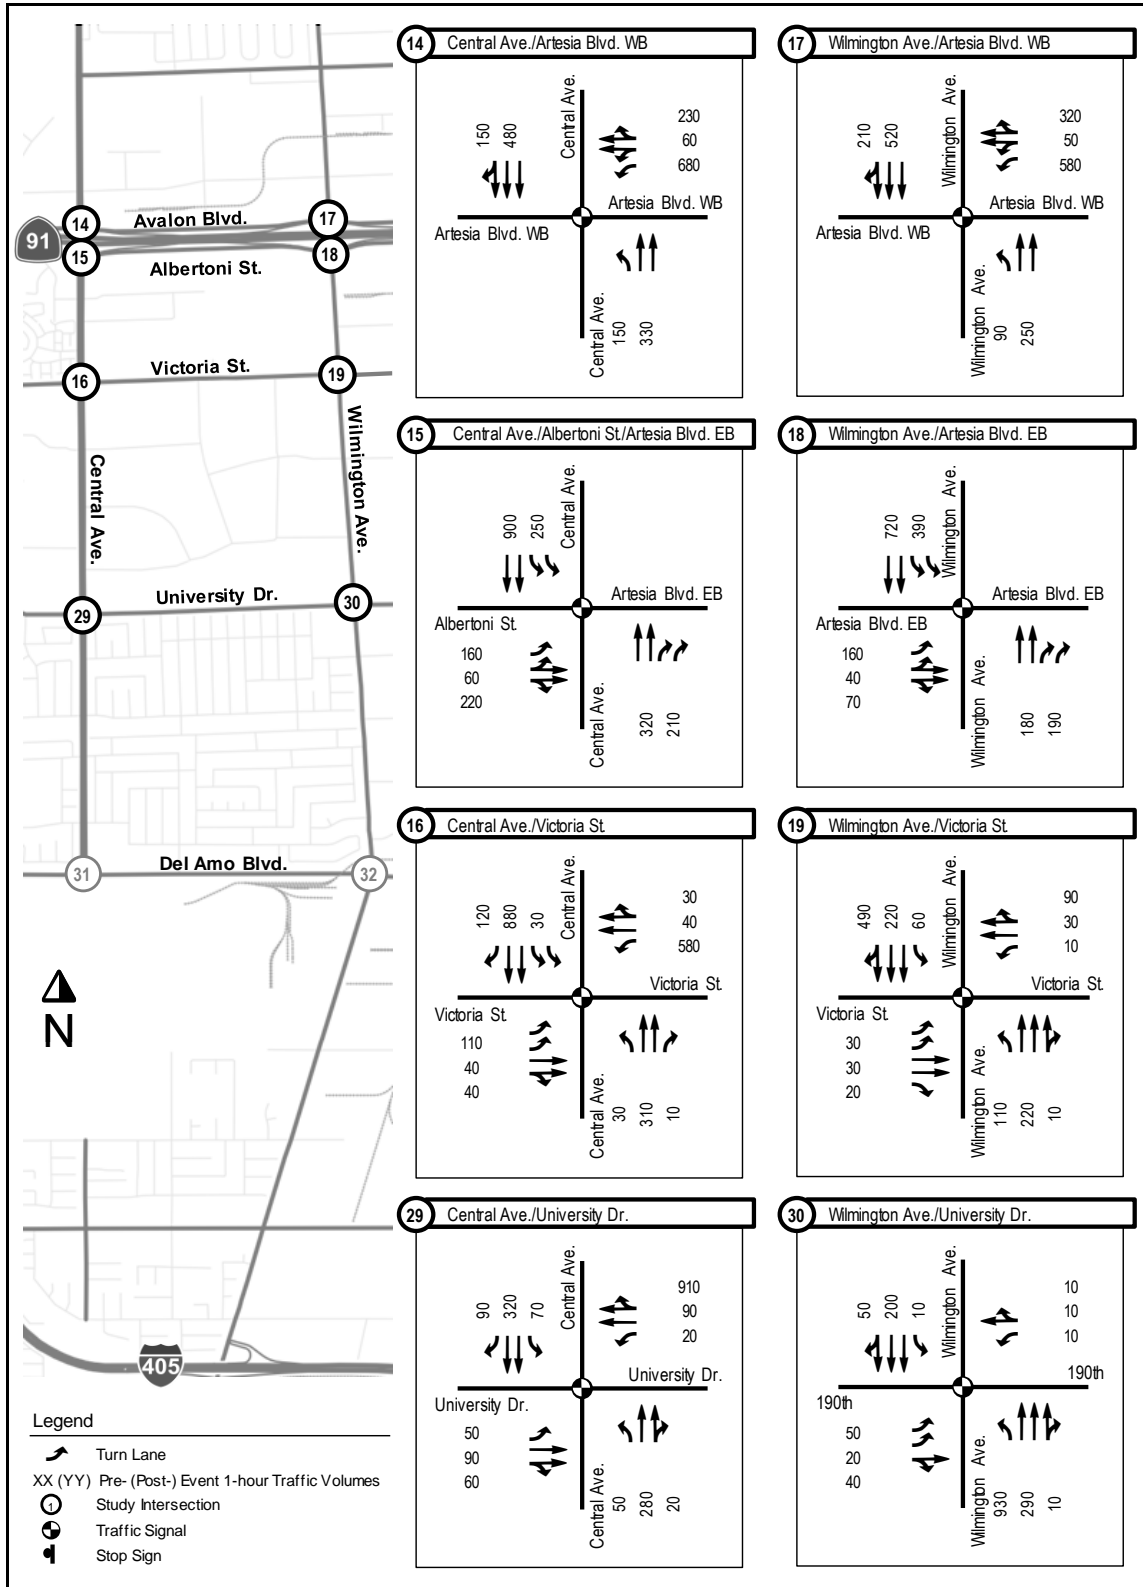 14
Avalon Blvd.
17
91
15
Albertoni St.
18
Victoria St.
16
19
Central Ave.
Wilmington Ave.
University Dr.
29
30
Del Amo Blvd.
31
32
N
405
Legend
Turn Lane
XX (YY) Pre- (Post-) Event 1-hour Traffic Volumes
1 Study Intersection
Traffic Signal
Stop Sign
14 Central Ave./Artesia Blvd. WB
150 480
Central Ave.
230
60
680
Artesia Blvd. WB
Artesia Blvd. WB
Central Ave.
150 330
17 Wilmington Ave./Artesia Blvd. WB
210 520
Wilmington Ave.
320
50
580
Artesia Blvd. WB
Artesia Blvd. WB
Wilmington Ave.
90 250
15 Central Ave./Albertoni St./Artesia Blvd. EB
900 250
Central Ave.
Artesia Blvd. EB
Albertoni St.
160
60
220
Central Ave.
320 210
18 Wilmington Ave./Artesia Blvd. EB
720 390
Wilmington Ave.
Artesia Blvd. EB
Artesia Blvd. EB
160
40
70
Wilmington Ave.
180 190
16 Central Ave./Victoria St.
120 880 30
Central Ave.
30
40
580
Victoria St.
Victoria St.
110
40
40
Central Ave.
30 310 10
19 Wilmington Ave./Victoria St.
490 220 60
Wilmington Ave.
90
30
10
Victoria St.
Victoria St.
30
30
20
Wilmington Ave.
110 220 10
29 Central Ave./University Dr.
90 320 70
Central Ave.
910
90
20
University Dr.
University Dr.
50
90
60
Central Ave.
50 280 20
30 Wilmington Ave./University Dr.
50 200 10
Wilmington Ave.
10
10
10
190th
190th
50
20
40
Wilmington Ave.
930 290 10